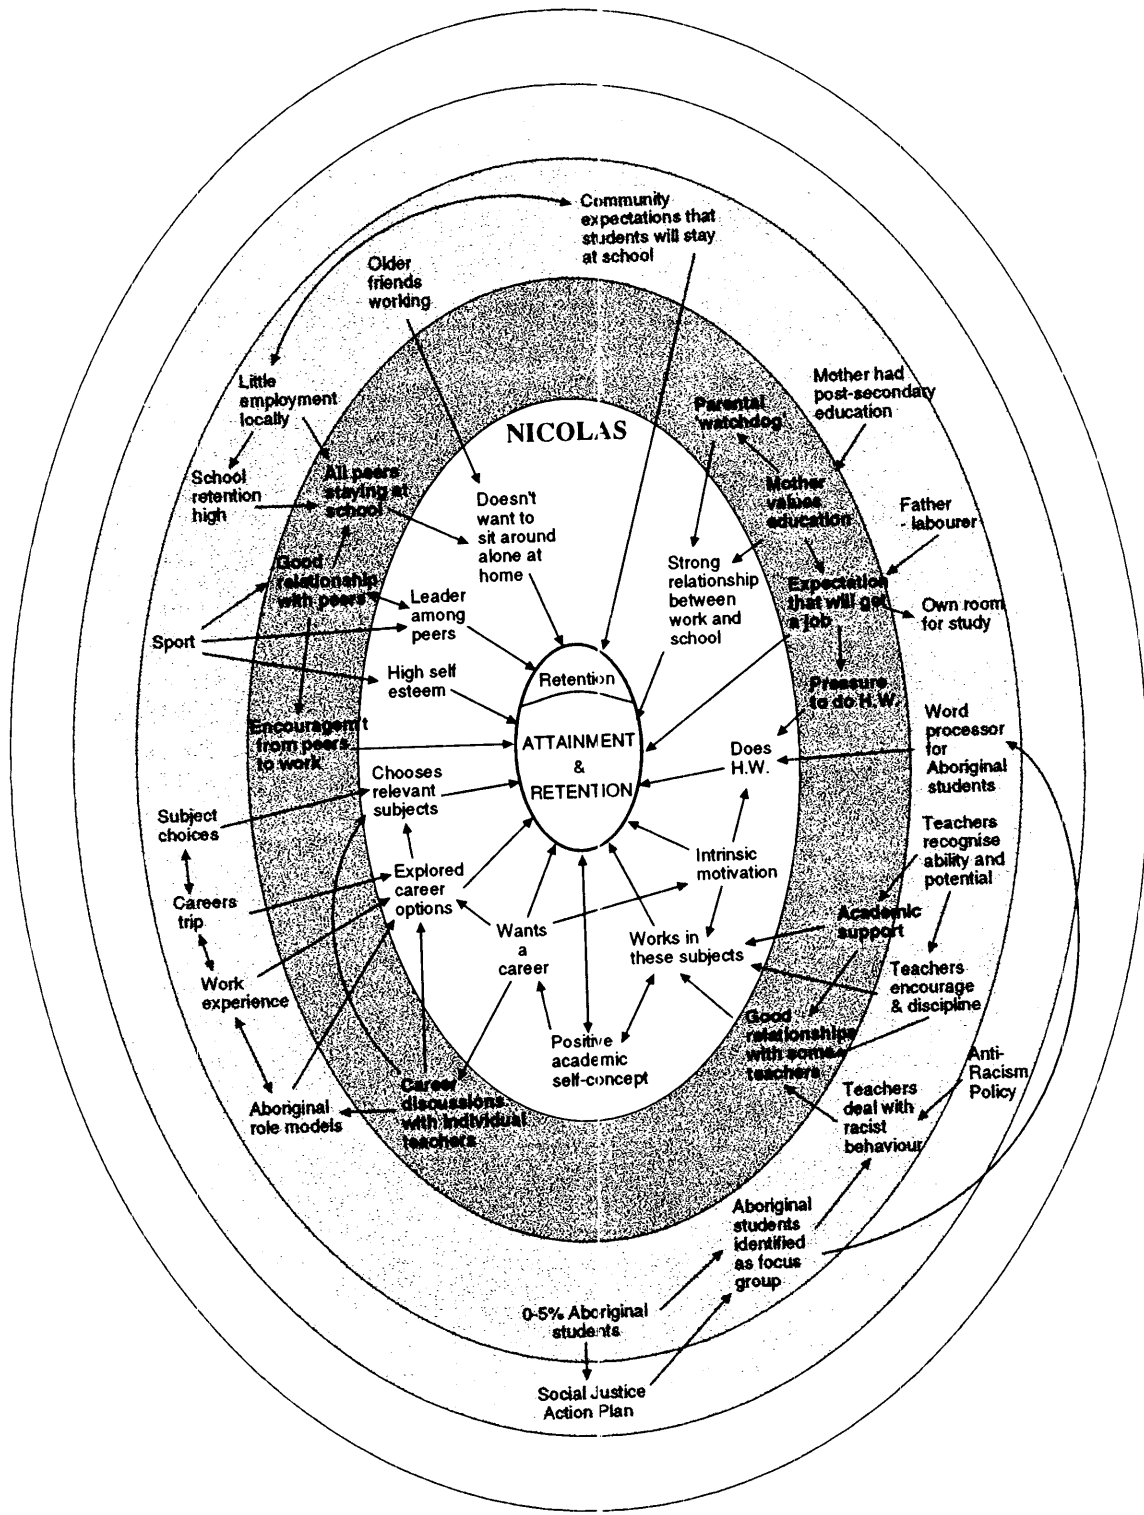 Community
expectations that
students will stay
at school
Older
friends
working
Little
employment
locally
Mother had
post-secondary
education
Parental
'watchdog'
NICOLAS
School
retention
high
All peers
staying at
school
Doesn't
want to
sit around
alone at
home
Mother
values
education
Father
- labourer
Good
relationship
with peers
Strong
relationship
between
work and
school
Expectation
that will get
a job
Own room
for study
Leader
among
peers
Sport
High self
esteem
Retention
Pressure
to do H.W.
Encouragem't
from peers
to work
ATTAINMENT
&
RETENTION
Does
H.W.
Word
processor
for
Aboriginal
students
Chooses
relevant
subjects
Subject
choices
Teachers
recognise
ability and
potential
Explored
career
options
Intrinsic
motivation
Careers
trip
Wants
a
career
Works in
these subjects
Academic
support
Work
experience
Teachers
encourage
& discipline
Positive
academic
self-concept
Good
relationships
with some
teachers
Anti-
Racism
Policy
Aboriginal
role models
Career
discussions
with individual
teachers
Teachers
deal with
racist
behaviour
Aboriginal
students
identified
as focus
group
0-5% Aboriginal
students
Social Justice
Action Plan